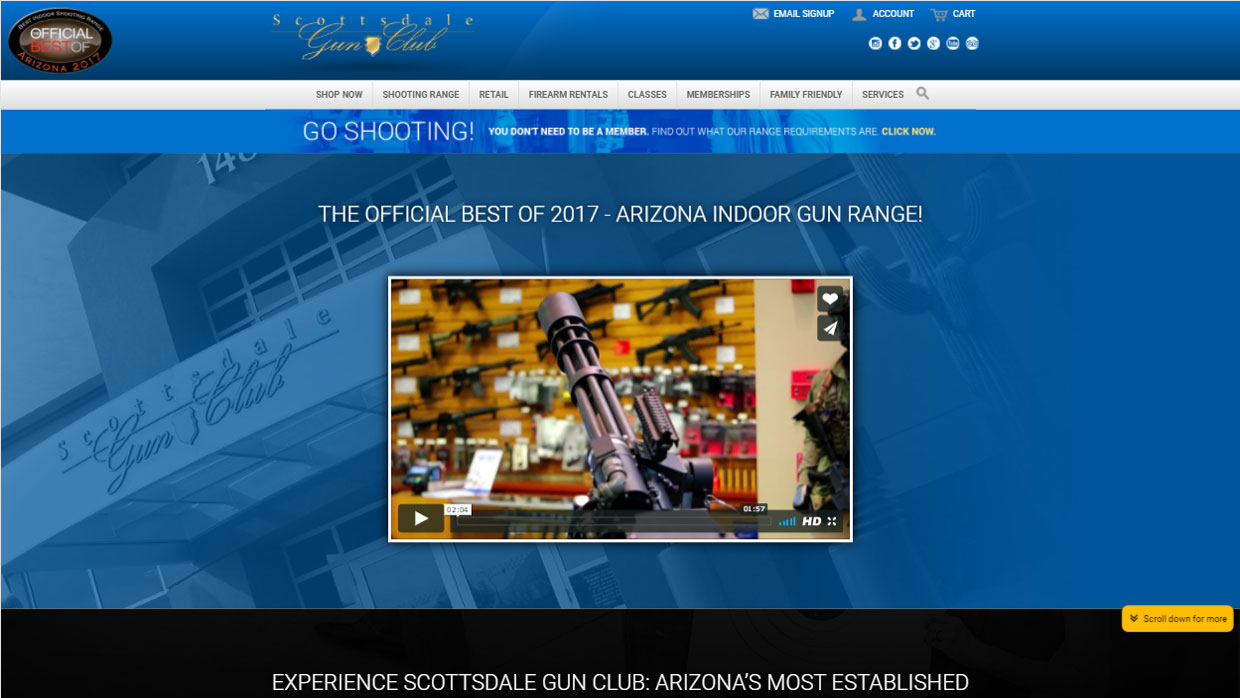 BEST INDOOR SHOOTING RANGE
OFFICIAL
BEST OF
ARIZONA 2017
Scottsdale
Gun Club
EMAIL SIGNUP ACCOUNT CART
SHOP NOW SHOOTING RANGE RETAIL FIREARM RENTALS CLASSES MEMBERSHIPS FAMILY FRIENDLY SERVICES
GO SHOOTING! YOU DON'T NEED TO BE A MEMBER. FIND OUT WHAT OUR RANGE REQUIREMENTS ARE. CLICK NOW.
THE OFFICIAL BEST OF 2017 - ARIZONA INDOOR GUN RANGE!
Scottsdale
Gun Club
02:04 01:57
HD
Scroll down for more
EXPERIENCE SCOTTSDALE GUN CLUB: ARIZONA'S MOST ESTABLISHED